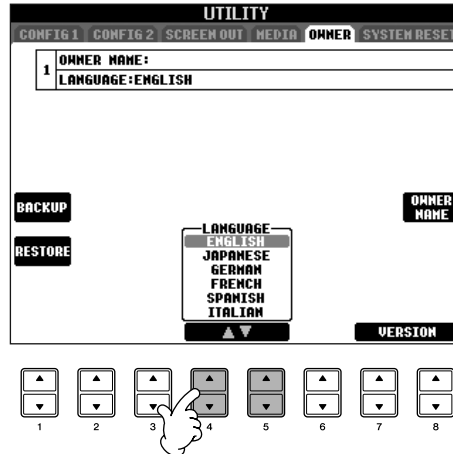 UTILITY
CONFIG 1 CONFIG 2 SCREEN OUT MEDIA OWNER SYSTEM RESET
1 OWNER NAME:
LANGUAGE:ENGLISH
BACKUP
OWNER
NAME
RESTORE
LANGUAGE
ENGLISH
JAPANESE
GERMAN
FRENCH
SPANISH
ITALIAN
VERSION
1 2 3 4 5 6 7 8